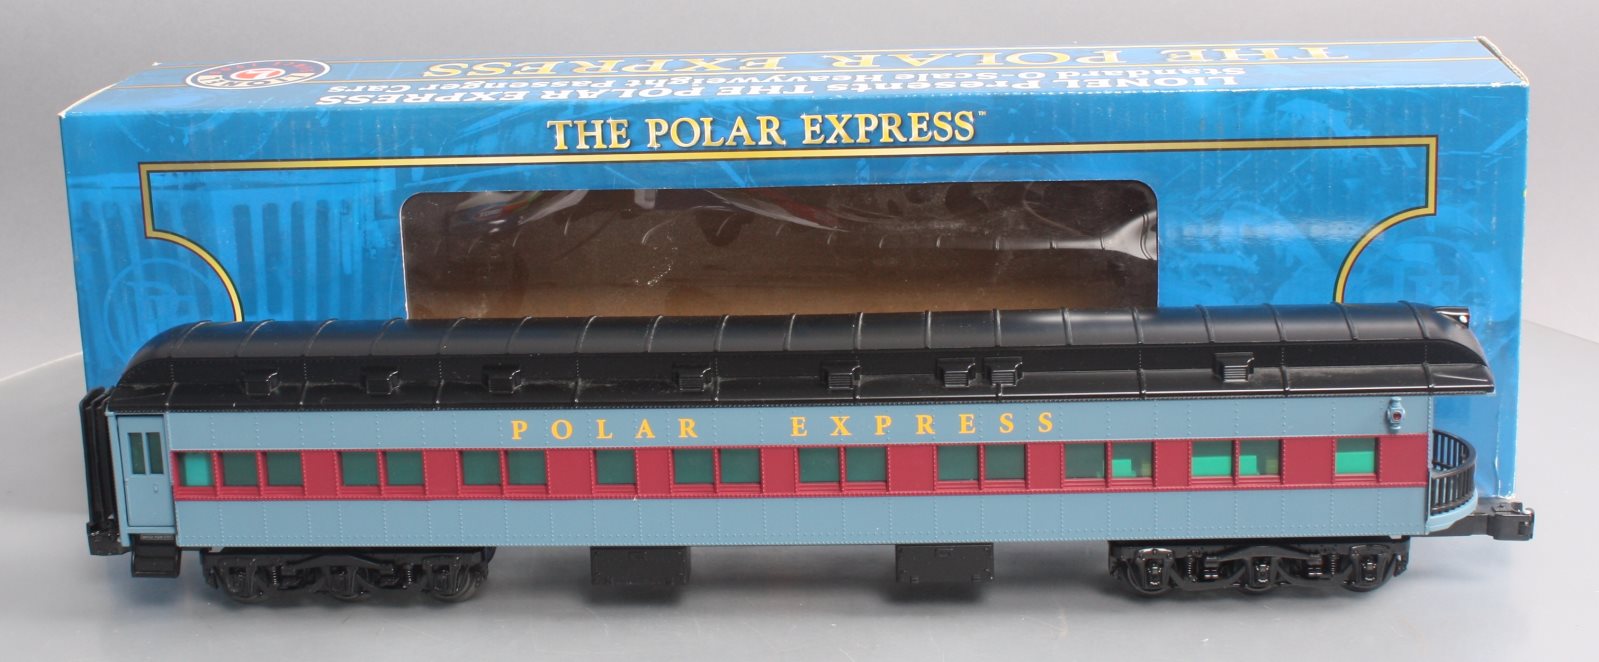 THE POLAR EXPRESS
LIONEL Presents THE POLAR EXPRESS
Standard O-Scale Heavyweight Passenger Cars
THE POLAR EXPRESS™
POLAR EXPRESS